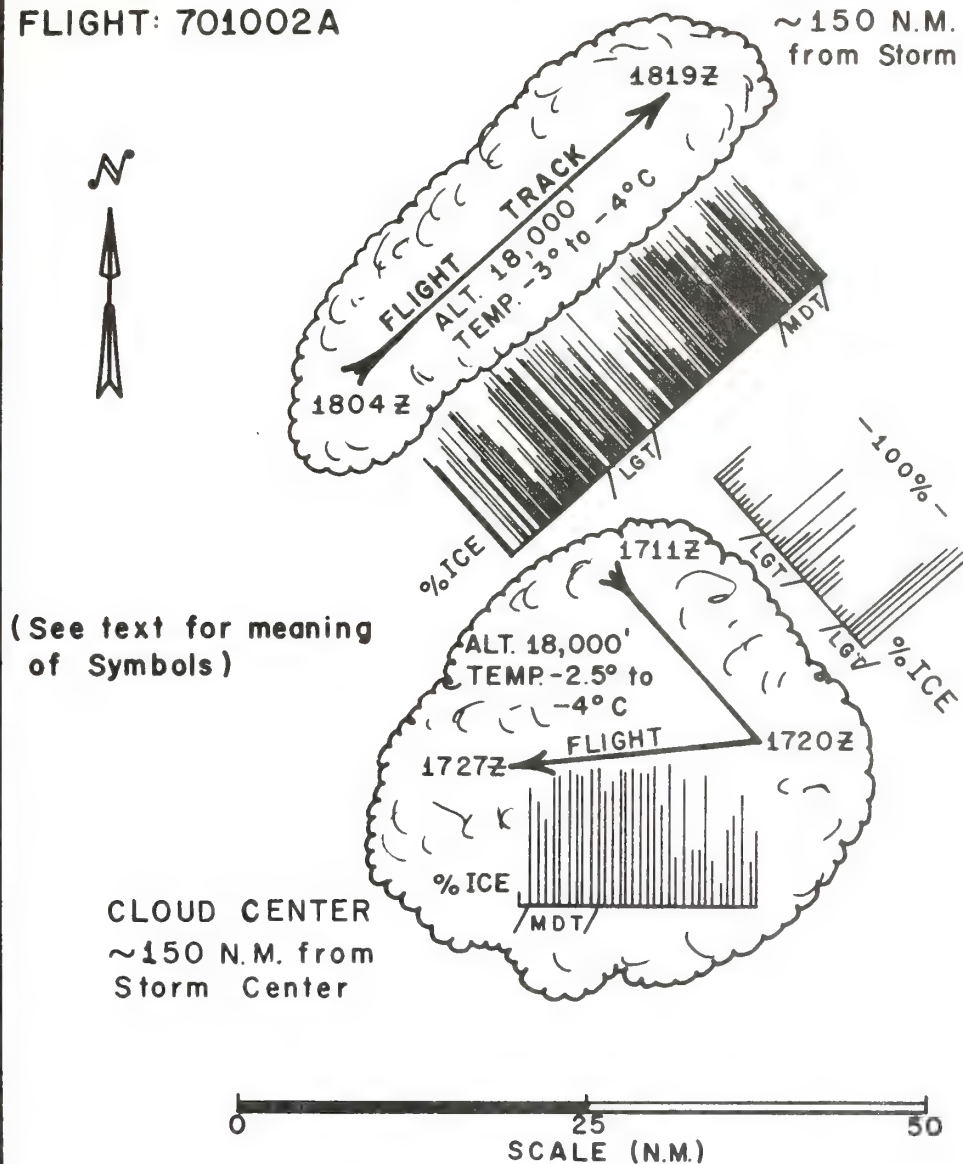 FLIGHT: 701002A
~150 N.M.
from Storm
N
1819Z
FLIGHT TRACK
ALT. 18,000'
TEMP. -3° to -4°C
1804Z
MDT
LGT
% ICE
-100%-
LGT
LGT
% ICE
1711Z
(See text for meaning
of Symbols)
ALT. 18,000'
TEMP. -2.5° to
-4°C
FLIGHT
1720Z
1727Z
% ICE
MDT
CLOUD CENTER
~150 N.M. from
Storm Center
0 25 50
SCALE (N.M.)